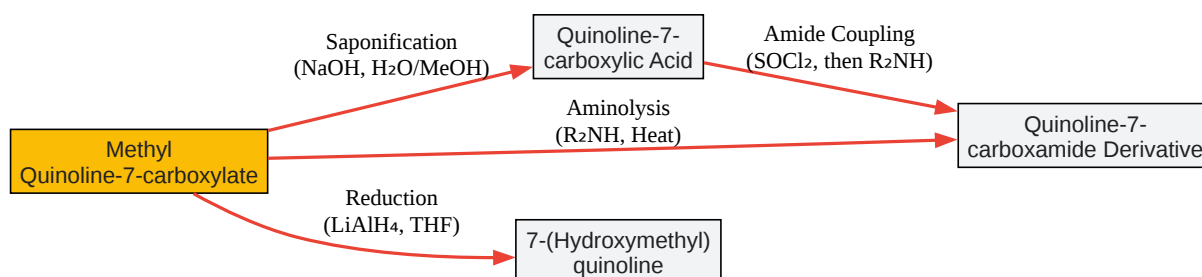 Saponification
(NaOH, H₂O/MeOH)
Quinoline-7-
carboxylic Acid
Amide Coupling
(SOCl₂, then R₂NH)
Aminolysis
(R₂NH, Heat)
Quinoline-7-
carboxamide Derivative
Methyl
Quinoline-7-carboxylate
Reduction
(LiAlH₄, THF)
7-(Hydroxymethyl)
quinoline